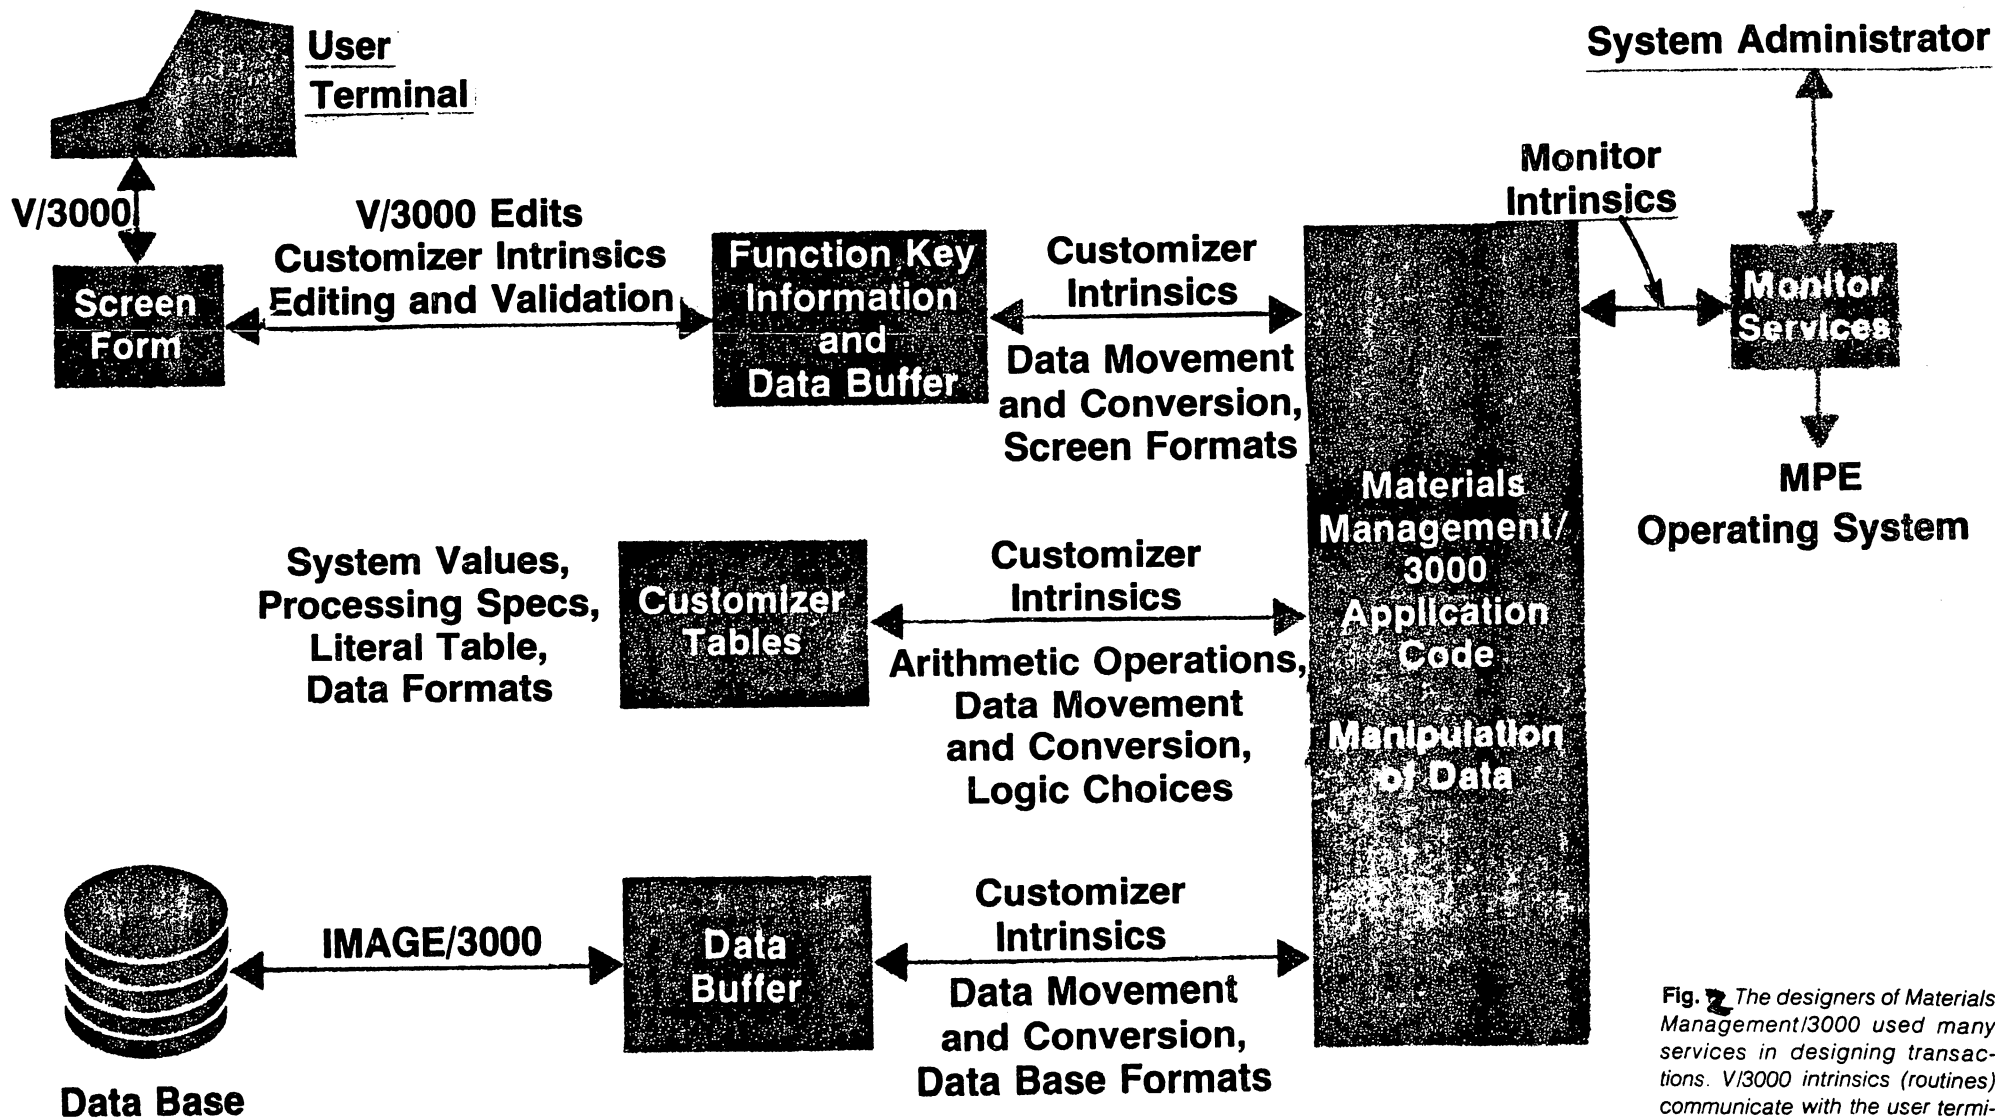 User
Terminal
System Administrator
V/3000
V/3000 Edits
Customizer Intrinsics
Editing and Validation
Screen
Form
Function Key
Information
and
Data Buffer
Customizer
Intrinsics
Data Movement
and Conversion,
Screen Formats
Monitor
Intrinsics
Monitor
Services
MPE
Operating System
System Values,
Processing Specs,
Literal Table,
Data Formats
Customizer
Tables
Customizer
Intrinsics
Arithmetic Operations,
Data Movement
and Conversion,
Logic Choices
Materials
Management/
3000
Application
Code
Manipulation
of Data
Data Base
IMAGE/3000
Data
Buffer
Customizer
Intrinsics
Data Movement
and Conversion,
Data Base Formats
Fig. 2 The designers of Materials
Management/3000 used many
services in designing transac-
tions. V/3000 intrinsics (routines)
communicate with the user termi-